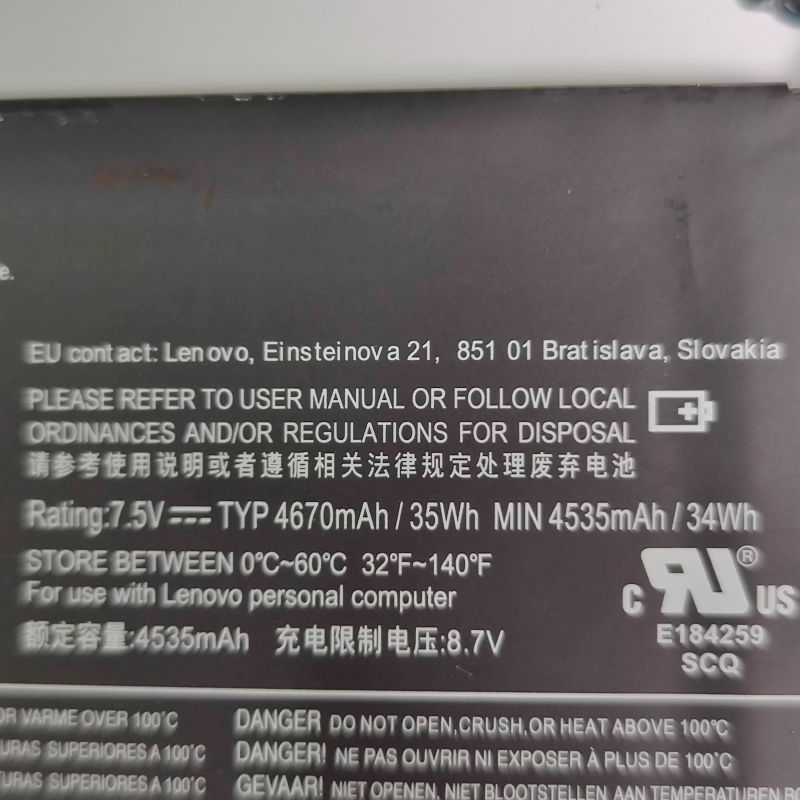 e.
EU contact: Lenovo, Einsteinova 21, 851 01 Bratislava, Slovakia
PLEASE REFER TO USER MANUAL OR FOLLOW LOCAL
ORDINANCES AND/OR REGULATIONS FOR DISPOSAL
请参考使用说明或者遵循相关法律规定处理废弃电池
Rating:7.5V TYP 4670mAh / 35Wh MIN 4535mAh / 34Wh
STORE BETWEEN 0°C~60°C 32°F~140°F
For use with Lenovo personal computer
额定容量:4535mAh 充电限制电压:8.7V
C RU ® US
E184259
SCQ
OR VARME OVER 100°C
URAS SUPERIORES A 100°C
TURAS SUPERIORES A 100°C
DANGER DO NOT OPEN,CRUSH,OR HEAT ABOVE 100°C
DANGER! NE PAS OUVRIR NI EXPOSER À PLUS DE 100°C
GEVAAR! NIET OPENEN, NIET BLOOTSTELLEN AAN TEMPERATUREN BO